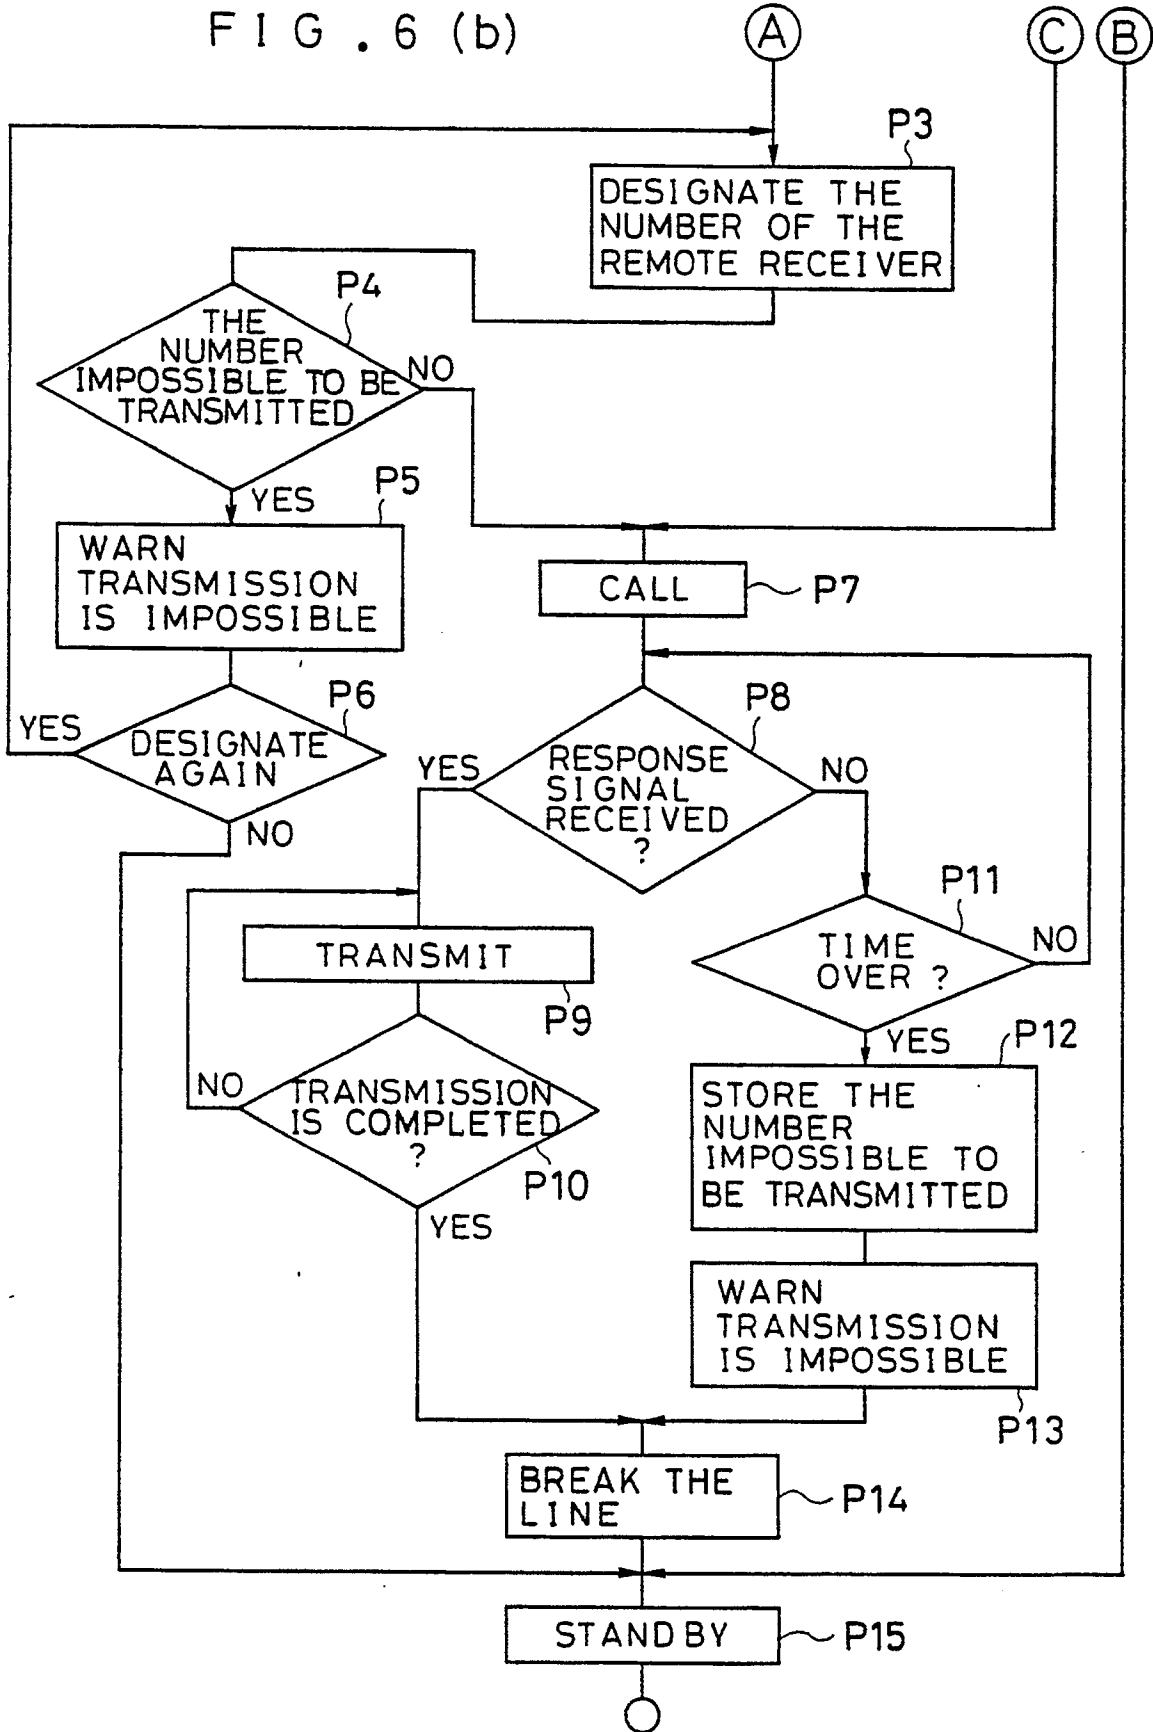 FIG. 6 (b)
A
C
B
P3
DESIGNATE THE
NUMBER OF THE
REMOTE RECEIVER
P4
THE
NUMBER
IMPOSSIBLE TO BE
TRANSMITTED
NO
YES
P5
WARN
TRANSMISSION
IS IMPOSSIBLE
CALL
P7
P6
YES
DESIGNATE
AGAIN
NO
P8
YES
RESPONSE
SIGNAL
RECEIVED
?
NO
P11
TIME
OVER ?
NO
YES
TRANSMIT
P9
NO
TRANSMISSION
IS COMPLETED
?
P10
YES
P12
STORE THE
NUMBER
IMPOSSIBLE TO
BE TRANSMITTED
WARN
TRANSMISSION
IS IMPOSSIBLE
P13
BREAK THE
LINE
P14
STANDBY
P15